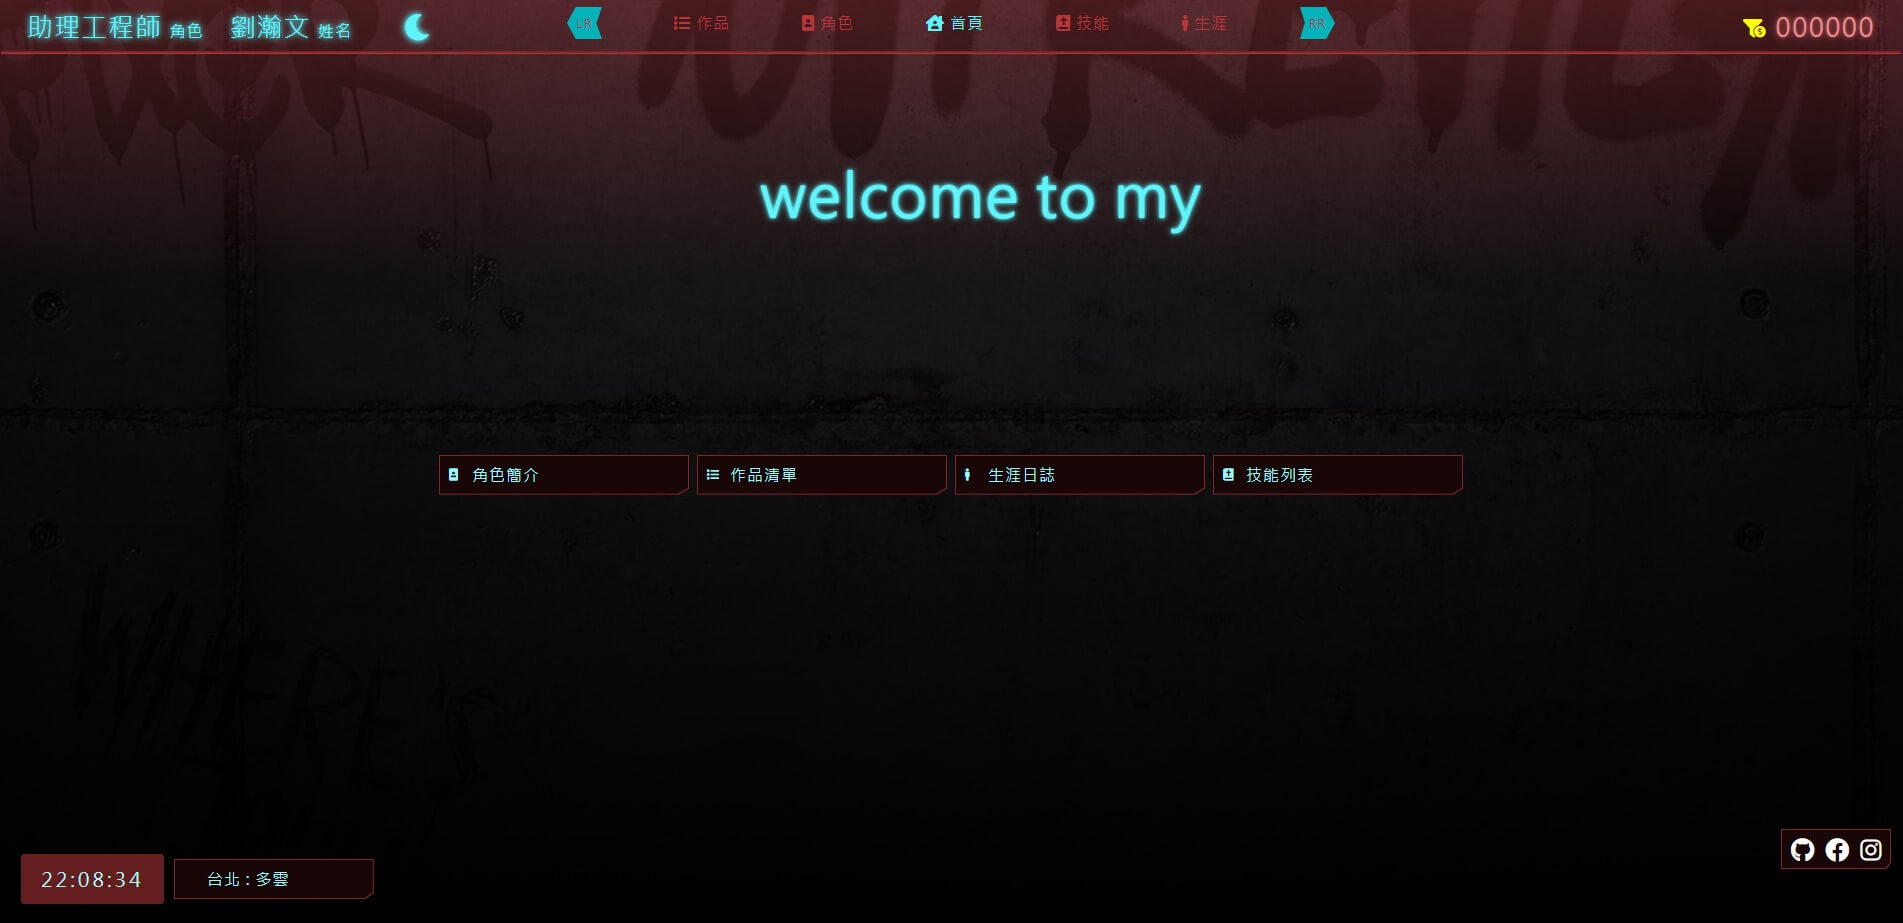 助理工程師 角色 劉瀚文 姓名
LR 作品 角色 首頁 技能 生涯 RR
000000
welcome to my
角色簡介 作品清單 生涯日誌 技能列表
WHERE'S
22:08:34 台北 : 多雲